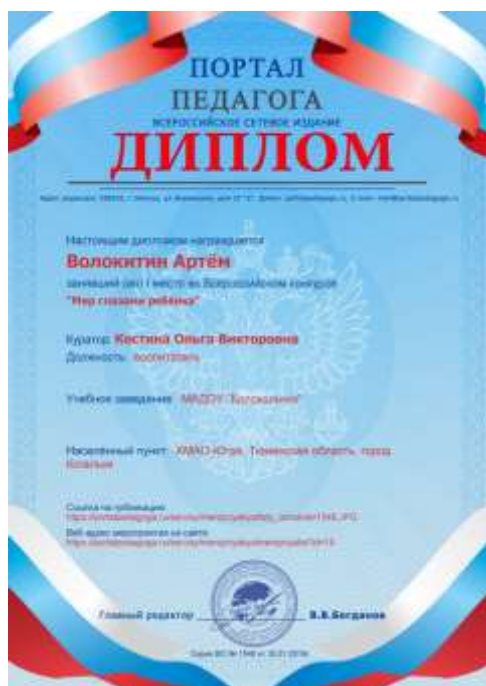 ПОРТАЛ
ПЕДАГОГА
ВСЕРОССИЙСКОЕ СЕТЕВОЕ ИЗДАНИЕ
ДИПЛОМ
Настоящим дипломом награждается
Волокитин Артём
занявший (ая) I место во Всероссийском конкурсе
"Мир глазами ребёнка"
Куратор Костина Ольга Викторовна
Должность: воспитатель
Учебное заведение: МАДОУ
Населённый пункт: ХМАО-Югра, Тюменская область, город
Когалым
Ссылка на публикацию:
Веб-адрес мероприятия на сайте:
Главный редактор В.В.Богданов